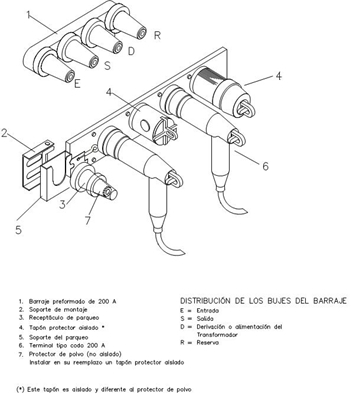 1
R
D
S
E
4
4
2
6
3
7
5
1. Barraje preformado de 200 A
2. Soporte de montaje
3. Receptáculo de parqueo
4. Tapón protector aislado *
5. Soporte del parqueo
6. Terminal tipo codo 200 A
7. Protector de polvo (no aislado)
Instalar en su reemplazo un tapón protector aislado
DISTRIBUCIÓN DE LOS BUJES DEL BARRAJE
E = Entrada
S = Salida
D = Derivación o alimentación del
Transformador
R = Reserva
(*) Este tapón es aislado y diferente al protector de polvo